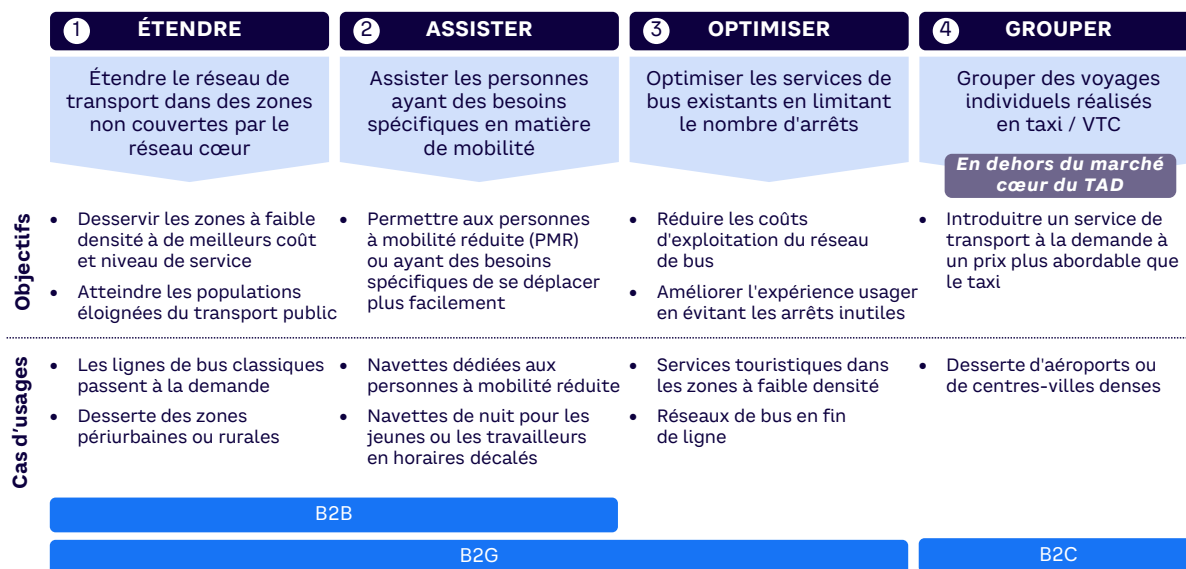 1 ÉTENDRE
Étendre le réseau de
transport dans des zones
non couvertes par le
réseau cœur
2 ASSISTER
Assister les personnes
ayant des besoins
spécifiques en matière
de mobilité
3 OPTIMISER
Optimiser les services de
bus existants en limitant
le nombre d'arrêts
4 GROUPER
Grouper des voyages
individuels réalisés
en taxi / VTC
En dehors du marché
cœur du TAD
Objectifs
• Desservir les zones à faible
densité à de meilleurs coût
et niveau de service
• Atteindre les populations
éloignées du transport public
• Permettre aux personnes
à mobilité réduite (PMR)
ou ayant des besoins
spécifiques de se déplacer
plus facilement
• Réduire les coûts
d'exploitation du réseau
de bus
• Améliorer l'expérience usager
en évitant les arrêts inutiles
• Introduitre un service de
transport à la demande à
un prix plus abordable que
le taxi
Cas d'usages
• Les lignes de bus classiques
passent à la demande
• Desserte des zones
périurbaines ou rurales
• Navettes dédiées aux
personnes à mobilité réduite
• Navettes de nuit pour les
jeunes ou les travailleurs
en horaires décalés
• Services touristiques dans
les zones à faible densité
• Réseaux de bus en fin
de ligne
• Desserte d'aéroports ou
de centres-villes denses
B2B
B2G
B2C